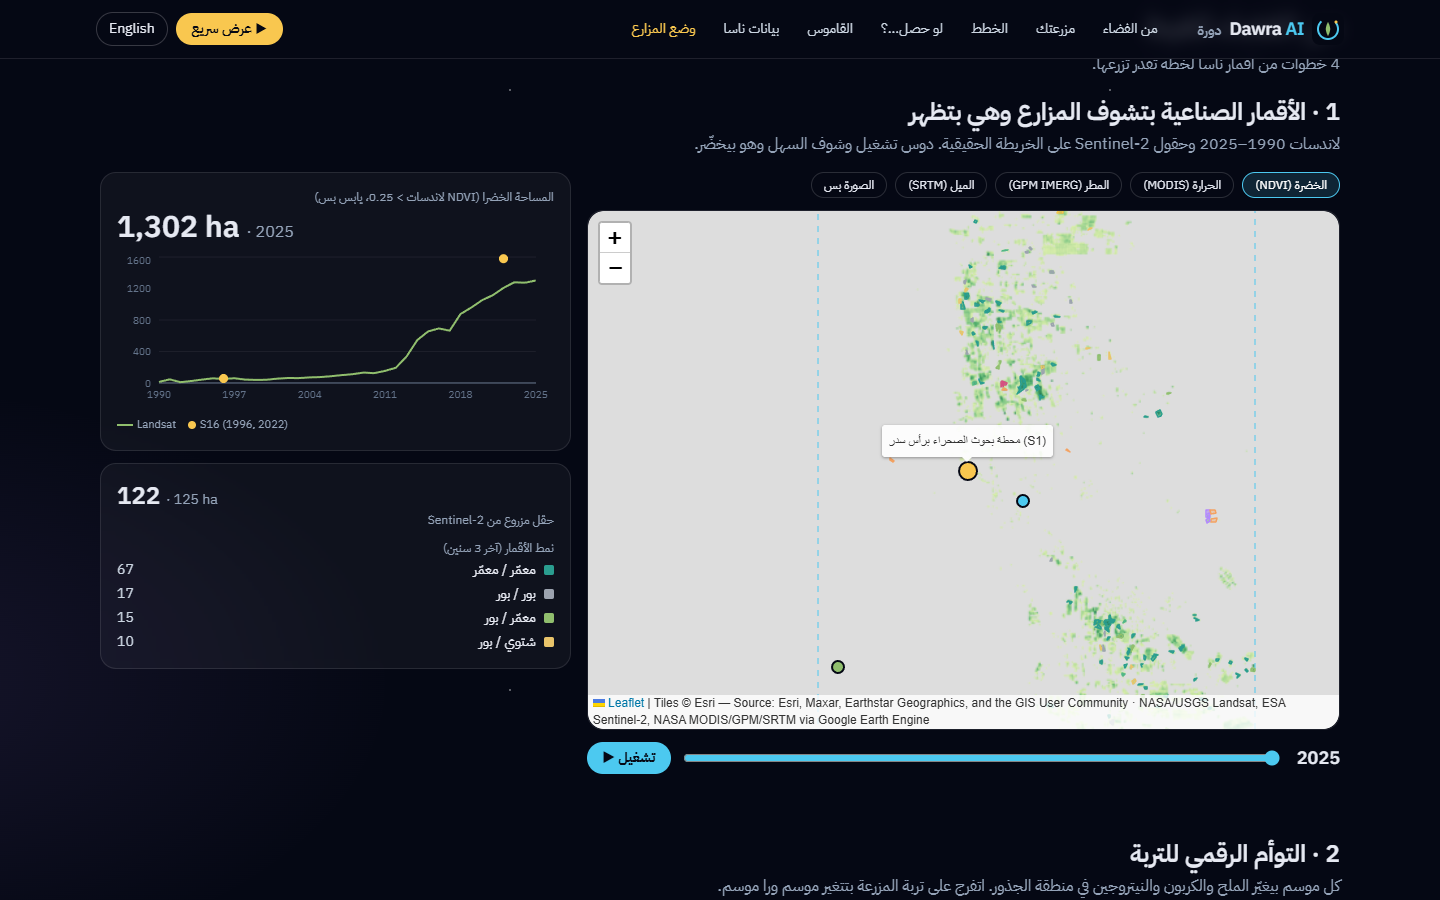 Dawra AI دورة
من الفضاء
مزرعتك
الخطط
لو حصل...؟
القاموس
بيانات ناسا
وضع المزارع
▶ عرض سريع
English
4 خطوات من أقمار ناسا لخطة تقدر تزرعها.
1 · الأقمار الصناعية بتشوف المزارع وهي بتظهر
لاندسات 1990–2025 وحقول Sentinel-2 على الخريطة الحقيقية. دوس تشغيل وشوف السهل وهو بيخضّر.
الخضرة (NDVI)
الحرارة (MODIS)
المطر (GPM IMERG)
الميل (SRTM)
الصورة بس
+
−
محطة بحوث الصحراء برأس سدر (S1)
Leaflet | Tiles © Esri — Source: Esri, Maxar, Earthstar Geographics, and the GIS User Community · NASA/USGS Landsat, ESA
Sentinel-2, NASA MODIS/GPM/SRTM via Google Earth Engine
▶ تشغيل
2025
المساحة الخضرا (NDVI لاندسات > 0.25، يابس بس)
1,302 ha · 2025
1600
1200
800
400
0
1990
1997
2004
2011
2018
2025
Landsat
S16 (1996, 2022)
122 · 125 ha
حقل مزروع من Sentinel-2
نمط الأقمار (آخر 3 سنين)
معمّر / معمّر 67
بور / بور 17
معمّر / بور 15
شتوي / بور 10
2 · التوأم الرقمي للتربة
كل موسم بيغيّر الملح والكربون والنيتروجين في منطقة الجذور. اتفرج على تربة المزرعة بتتغير موسم ورا موسم.